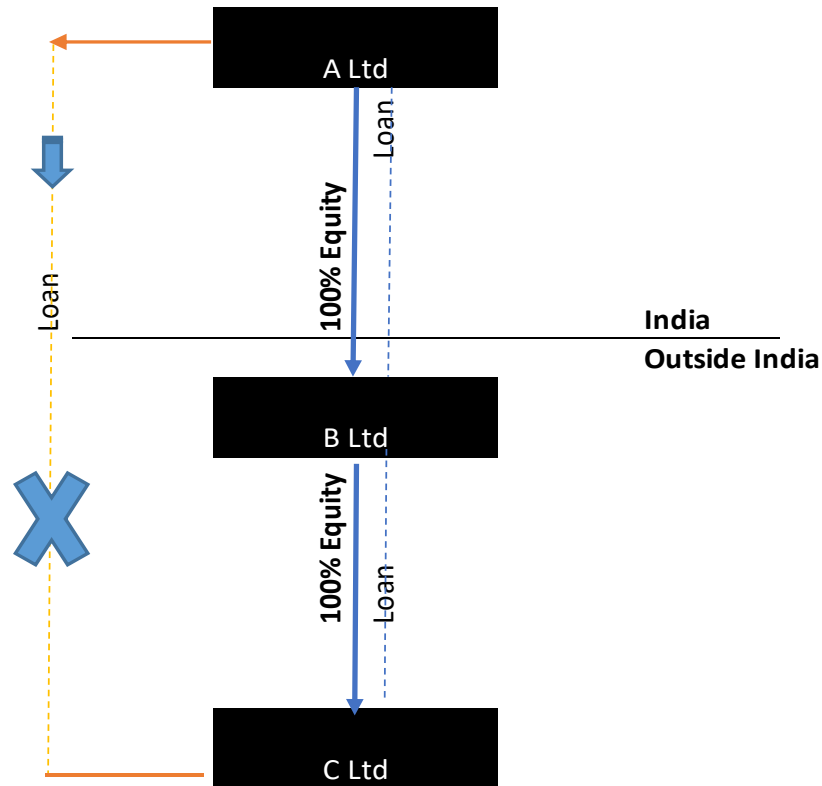 A Ltd
Loan
100% Equity
Loan
India
Outside India
B Ltd
100% Equity
Loan
C Ltd